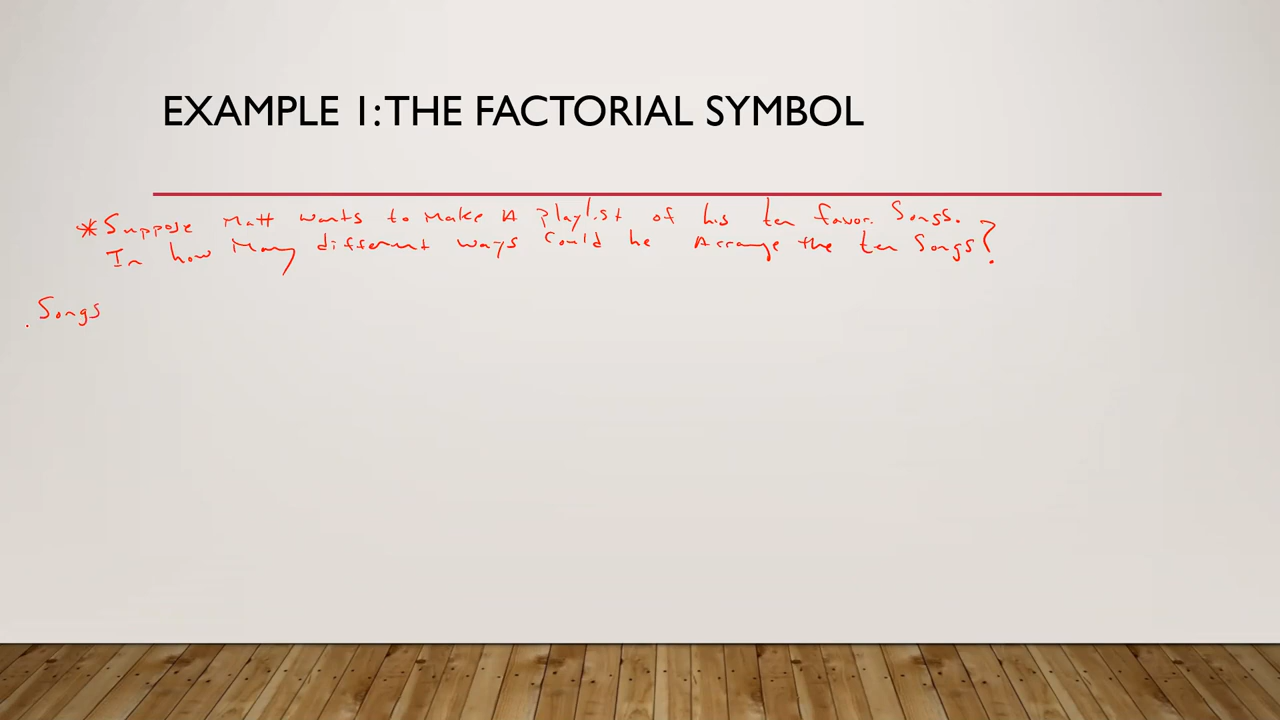 EXAMPLE 1: THE FACTORIAL SYMBOL
*Suppose Matt wants to make A playlist of his ten favor. Songs.
In how Many different ways could he Arrange the ten Songs?
Songs